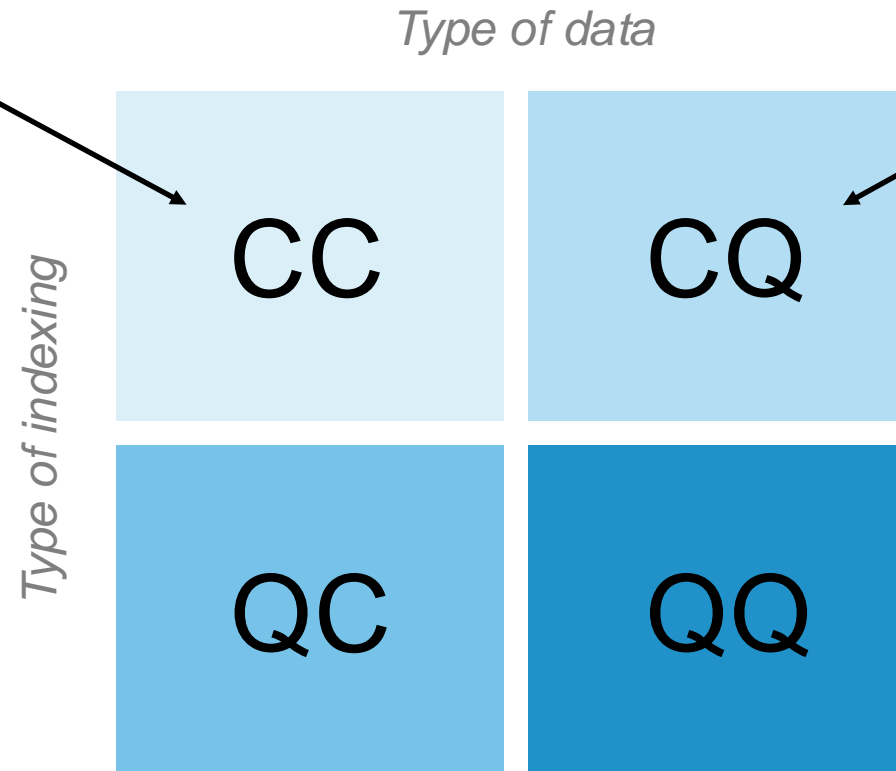 Type of data
Type of indexing
CC
CQ
QC
QQ